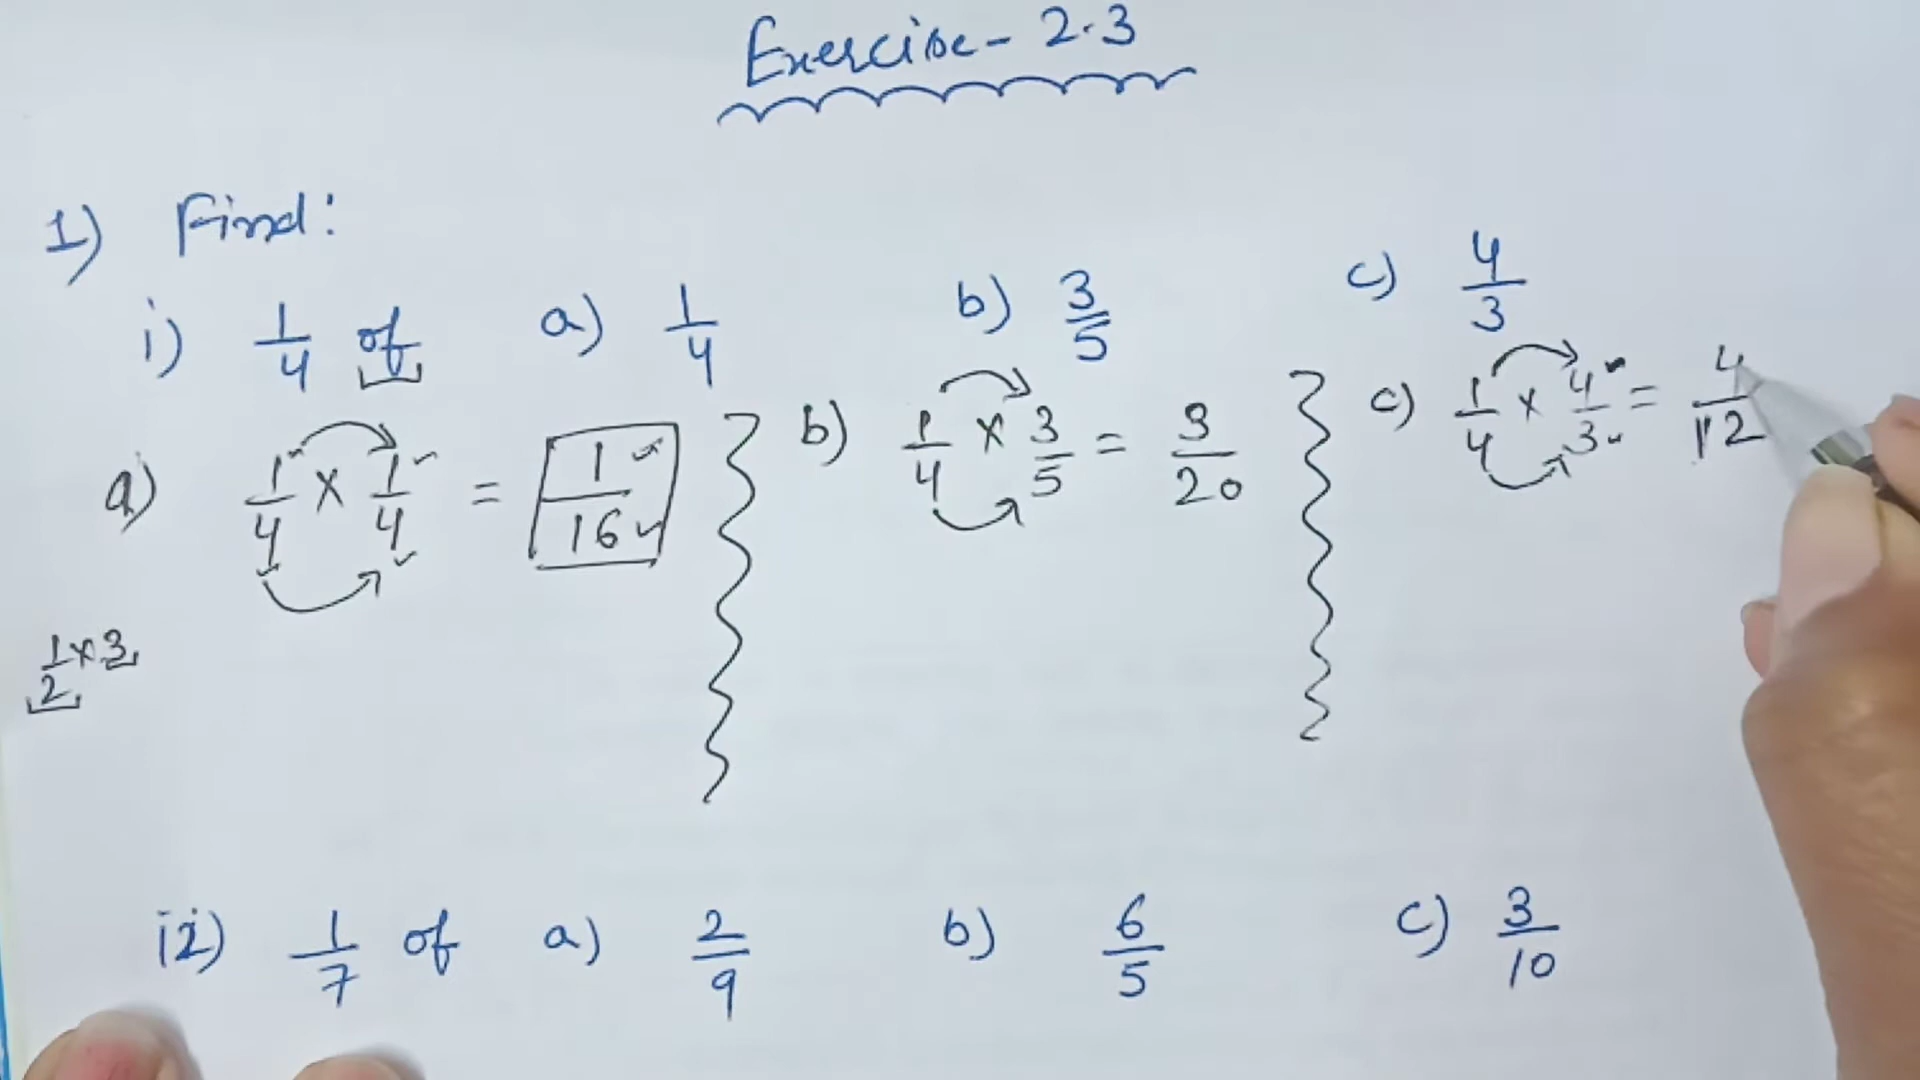 Exercise - 2.3
1) Find:
i) 1/4 of a) 1/4 b) 3/5 c) 4/3
a) 1/4 × 1/4 = 1/16 b) 1/4 × 3/5 = 3/20 c) 1/4 × 4/3 = 4/12
1/2 × 3
ii) 1/7 of a) 2/9 b) 6/5 c) 3/10